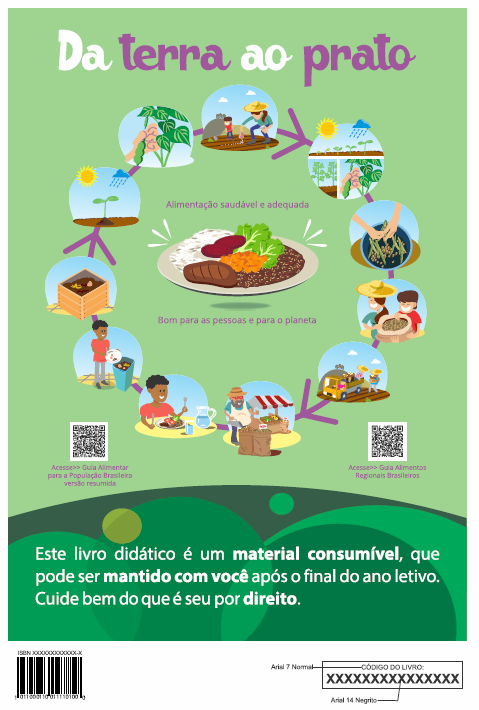 Da terra ao prato
Alimentação saudável e adequada
Bom para as pessoas e para o planeta
Acesse>> Guia Alimentar
para a População Brasileira
versão resumida
Acesse>> Guia Alimentos
Regionais Brasileiros
Este livro didático é um material consumível, que
pode ser mantido com você após o final do ano letivo.
Cuide bem do que é seu por direito.
ISBN XXXXXXXXXXXX-X
Arial 7 Normal
CÓDIGO DO LIVRO:
XXXXXXXXXXXXXXX
Arial 14 Negrito